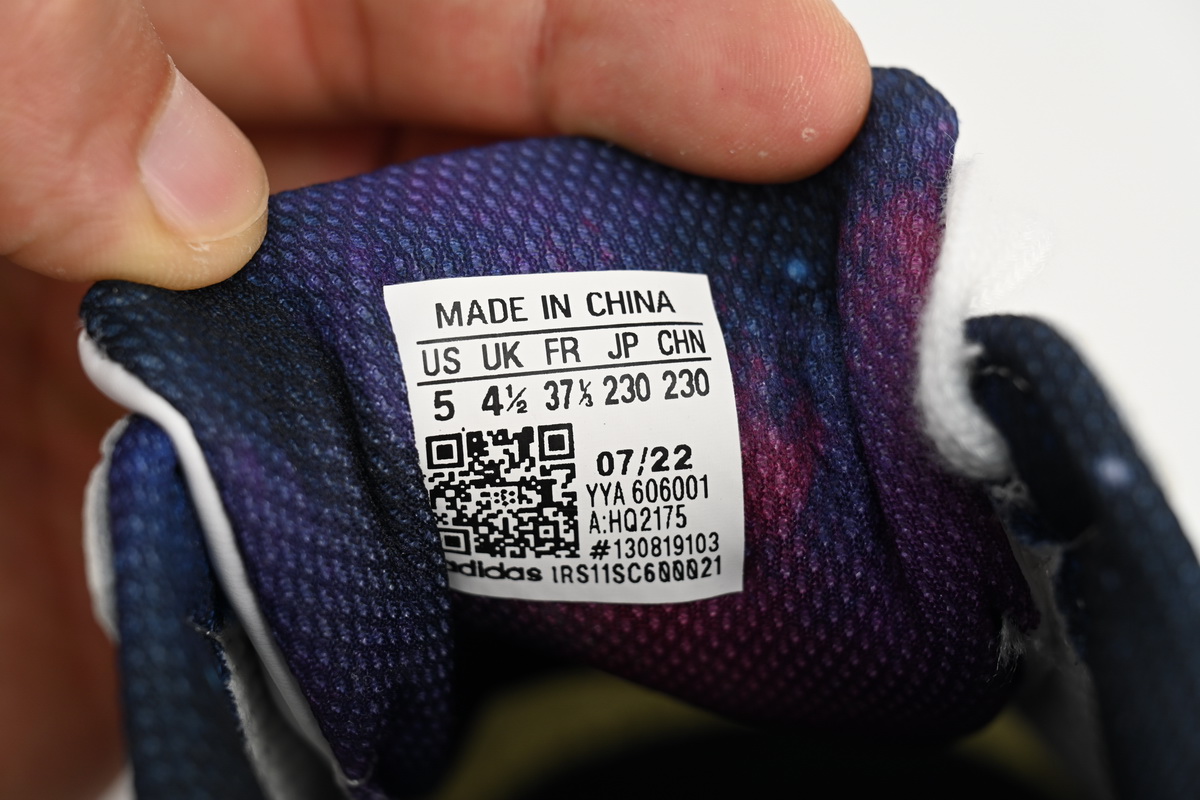 MADE IN CHINA
US UK FR JP CHN
5 4½ 37⅓ 230 230
07/22
YYA 606001
A:HQ2175
#130819103
adidas 1RS11SC600021